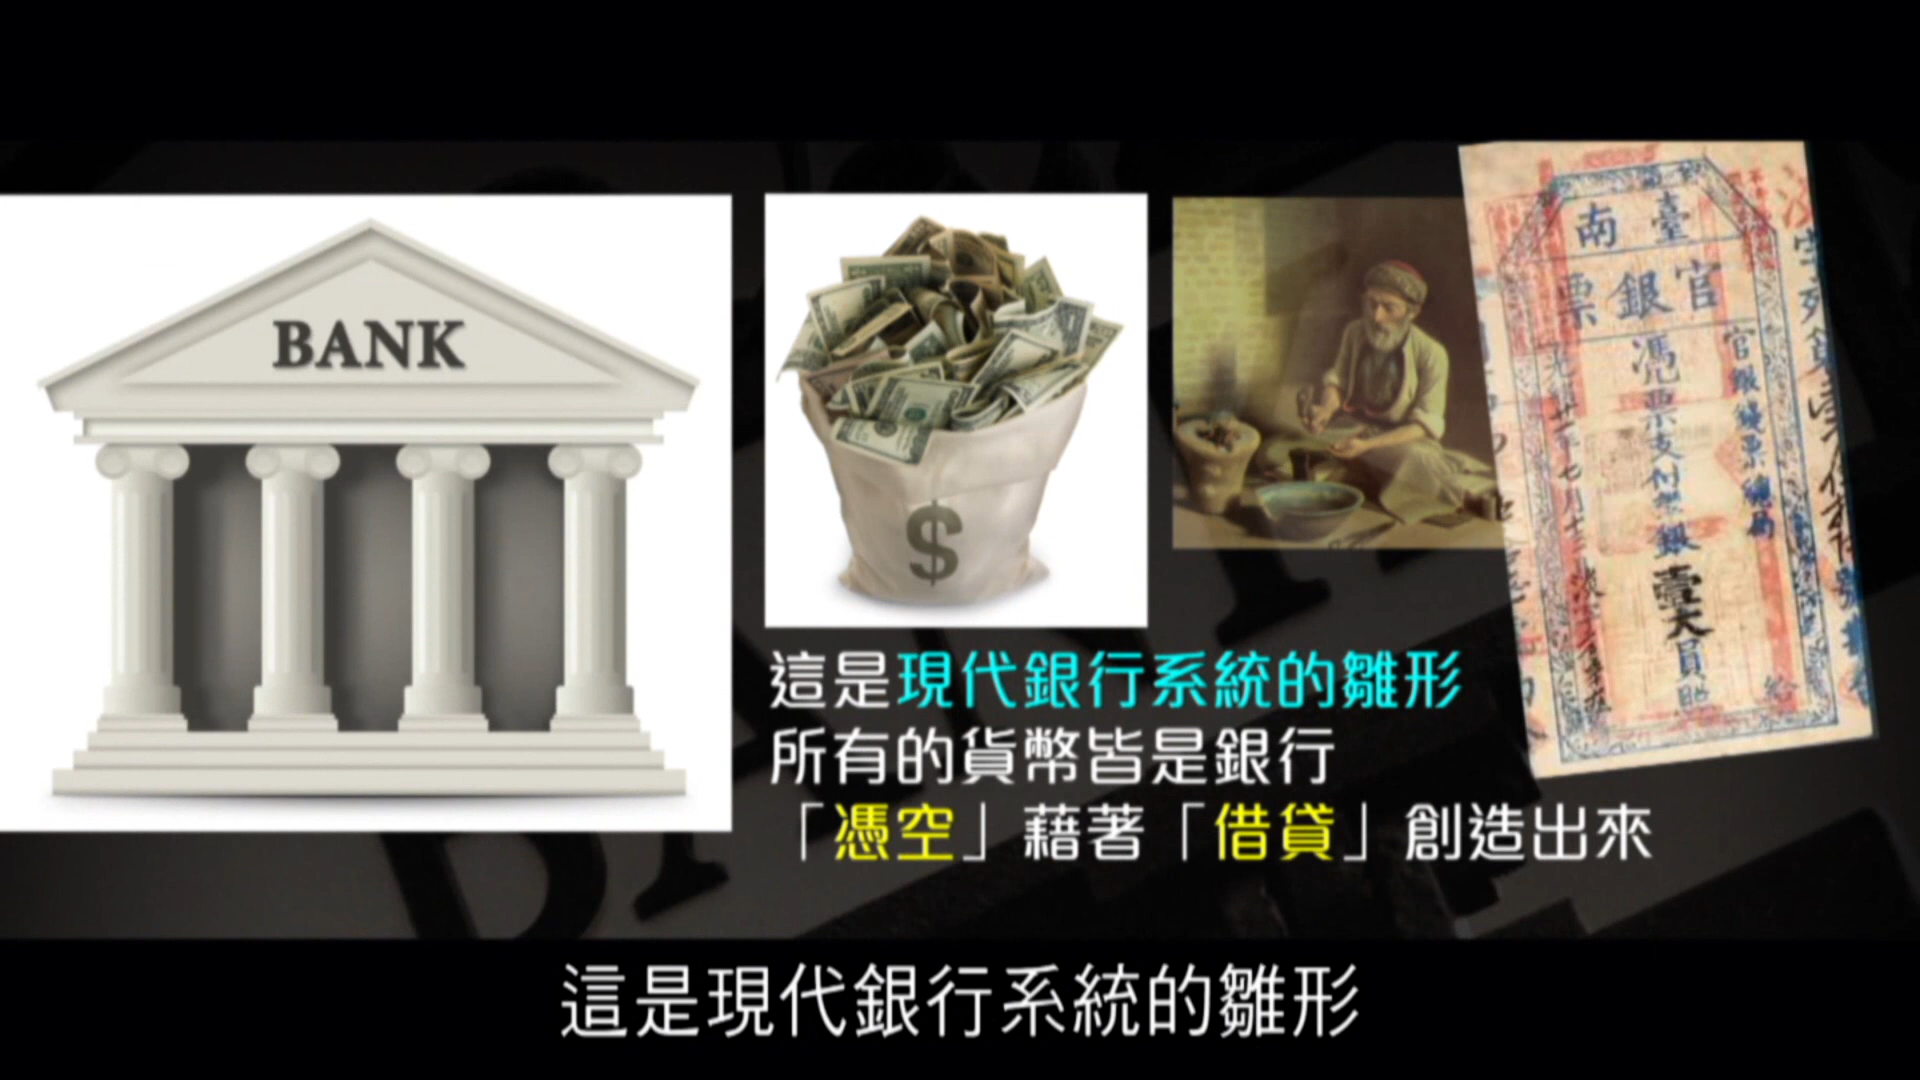 BANK
$
臺南
官銀票
憑票支付紋銀壹大員
這是現代銀行系統的雛形
所有的貨幣皆是銀行
「憑空」藉著「借貸」創造出來
這是現代銀行系統的雛形